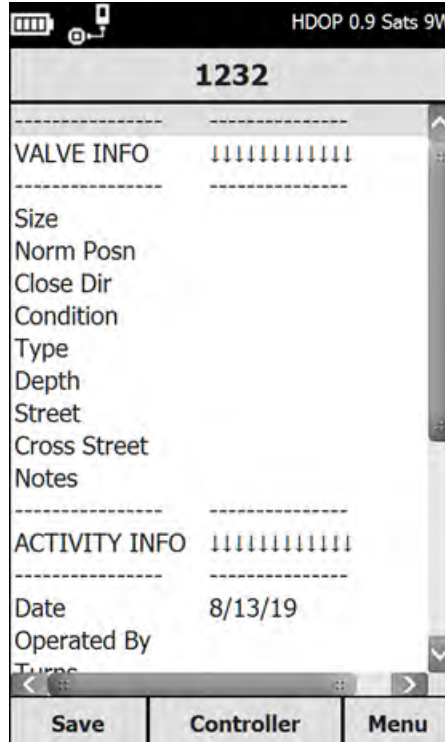 HDOP 0.9 Sats 9W
1232
--------------- --------------
VALVE INFO ↓↓↓↓↓↓↓↓↓↓↓↓
--------------- --------------
Size
Norm Posn
Close Dir
Condition
Type
Depth
Street
Cross Street
Notes
--------------- --------------
ACTIVITY INFO ↓↓↓↓↓↓↓↓↓↓↓↓
--------------- --------------
Date 8/13/19
Operated By
Turns
Save Controller Menu